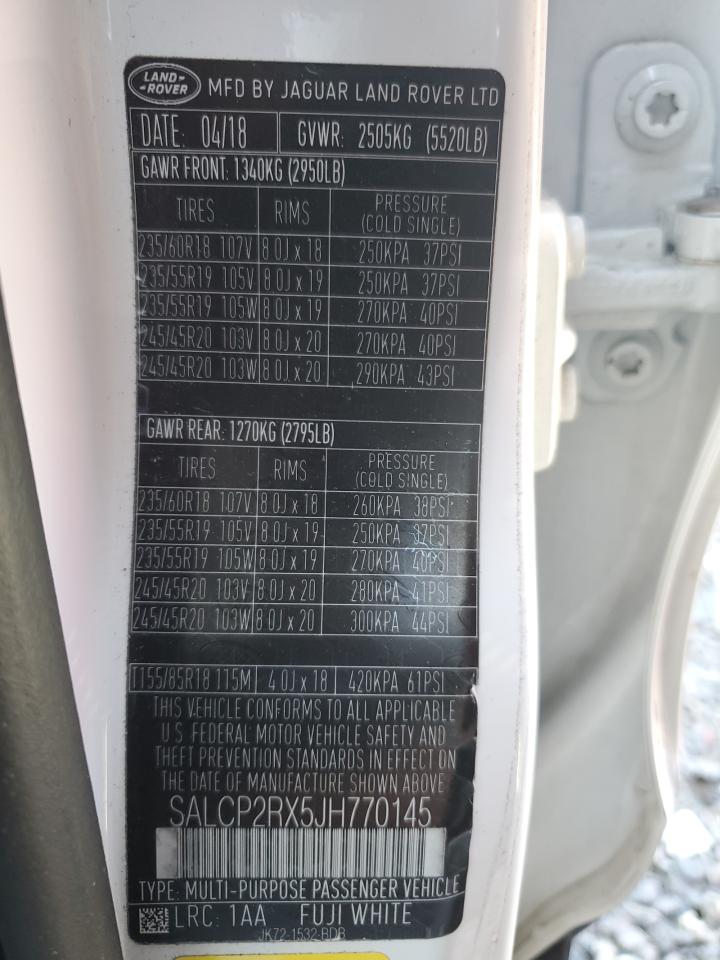 LAND ROVER
MFD BY JAGUAR LAND ROVER LTD
DATE: 04/18 GVWR: 2505KG (5520LB)
GAWR FRONT: 1340KG (2950LB)
TIRES RIMS PRESSURE (COLD SINGLE)
235/60R18 107V 8.0J x 18 250KPA 37PSI
235/55R19 105V 8.0J x 19 250KPA 37PSI
235/55R19 105W 8.0J x 19 270KPA 40PSI
245/45R20 103V 8.0J x 20 270KPA 40PSI
245/45R20 103W 8.0J x 20 290KPA 43PSI
GAWR REAR: 1270KG (2795LB)
TIRES RIMS PRESSURE (COLD SINGLE)
235/60R18 107V 8.0J x 18 260KPA 38PSI
235/55R19 105V 8.0J x 19 250KPA 37PSI
235/55R19 105W 8.0J x 19 270KPA 40PSI
245/45R20 103V 8.0J x 20 280KPA 41PSI
245/45R20 103W 8.0J x 20 300KPA 44PSI
T155/85R18 115M 4.0J x 18 420KPA 61PSI
THIS VEHICLE CONFORMS TO ALL APPLICABLE
U.S. FEDERAL MOTOR VEHICLE SAFETY AND
THEFT PREVENTION STANDARDS IN EFFECT ON
THE DATE OF MANUFACTURE SHOWN ABOVE
SALCP2RX5JH770145
TYPE: MULTI-PURPOSE PASSENGER VEHICLE
LRC: 1AA FUJI WHITE
JK72-1532-BDB